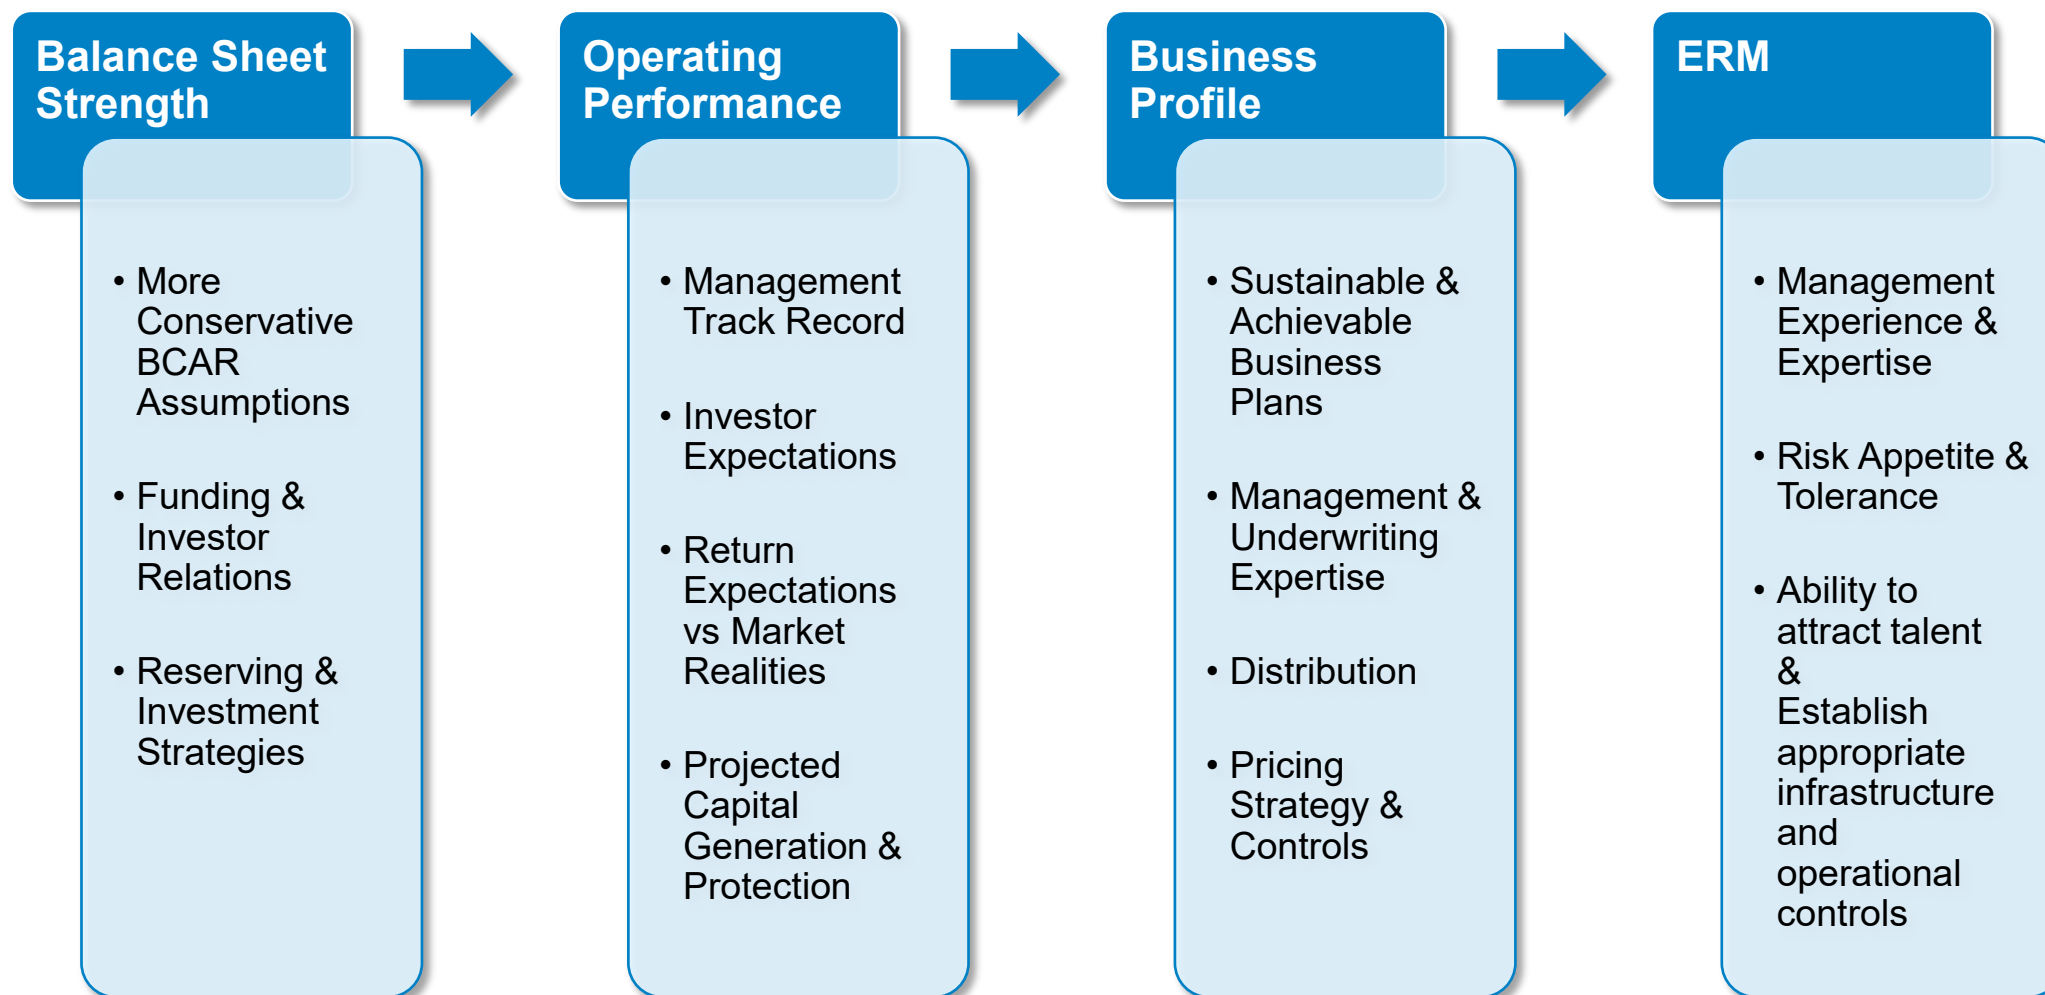 Balance Sheet
Strength
• More
Conservative
BCAR
Assumptions
• Funding &
Investor
Relations
• Reserving &
Investment
Strategies
Operating
Performance
• Management
Track Record
• Investor
Expectations
• Return
Expectations
vs Market
Realities
• Projected
Capital
Generation &
Protection
Business
Profile
• Sustainable &
Achievable
Business
Plans
• Management &
Underwriting
Expertise
• Distribution
• Pricing
Strategy &
Controls
ERM
• Management
Experience &
Expertise
• Risk Appetite &
Tolerance
• Ability to
attract talent
&
Establish
appropriate
infrastructure
and
operational
controls